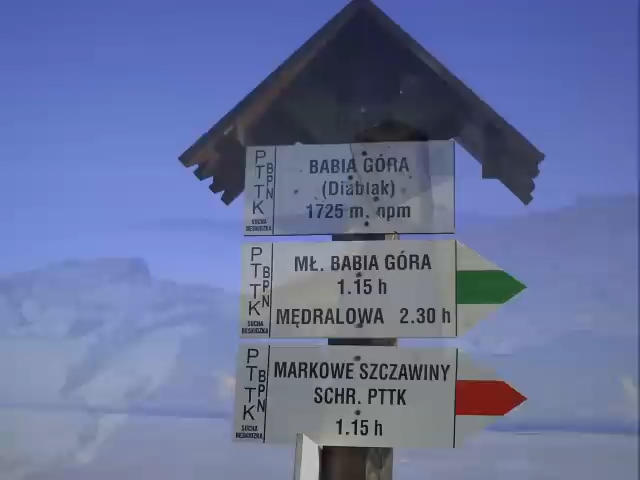 PTTK BPN
SUCHA BESKIDZKA
BABIA GÓRA
(Diablak)
1725 m. npm
PTTK BPN
SUCHA BESKIDZKA
MŁ. BABIA GÓRA
1.15 h
MĘDRALOWA 2.30 h
PTTK BPN
SUCHA BESKIDZKA
MARKOWE SZCZAWINY
SCHR. PTTK
1.15 h